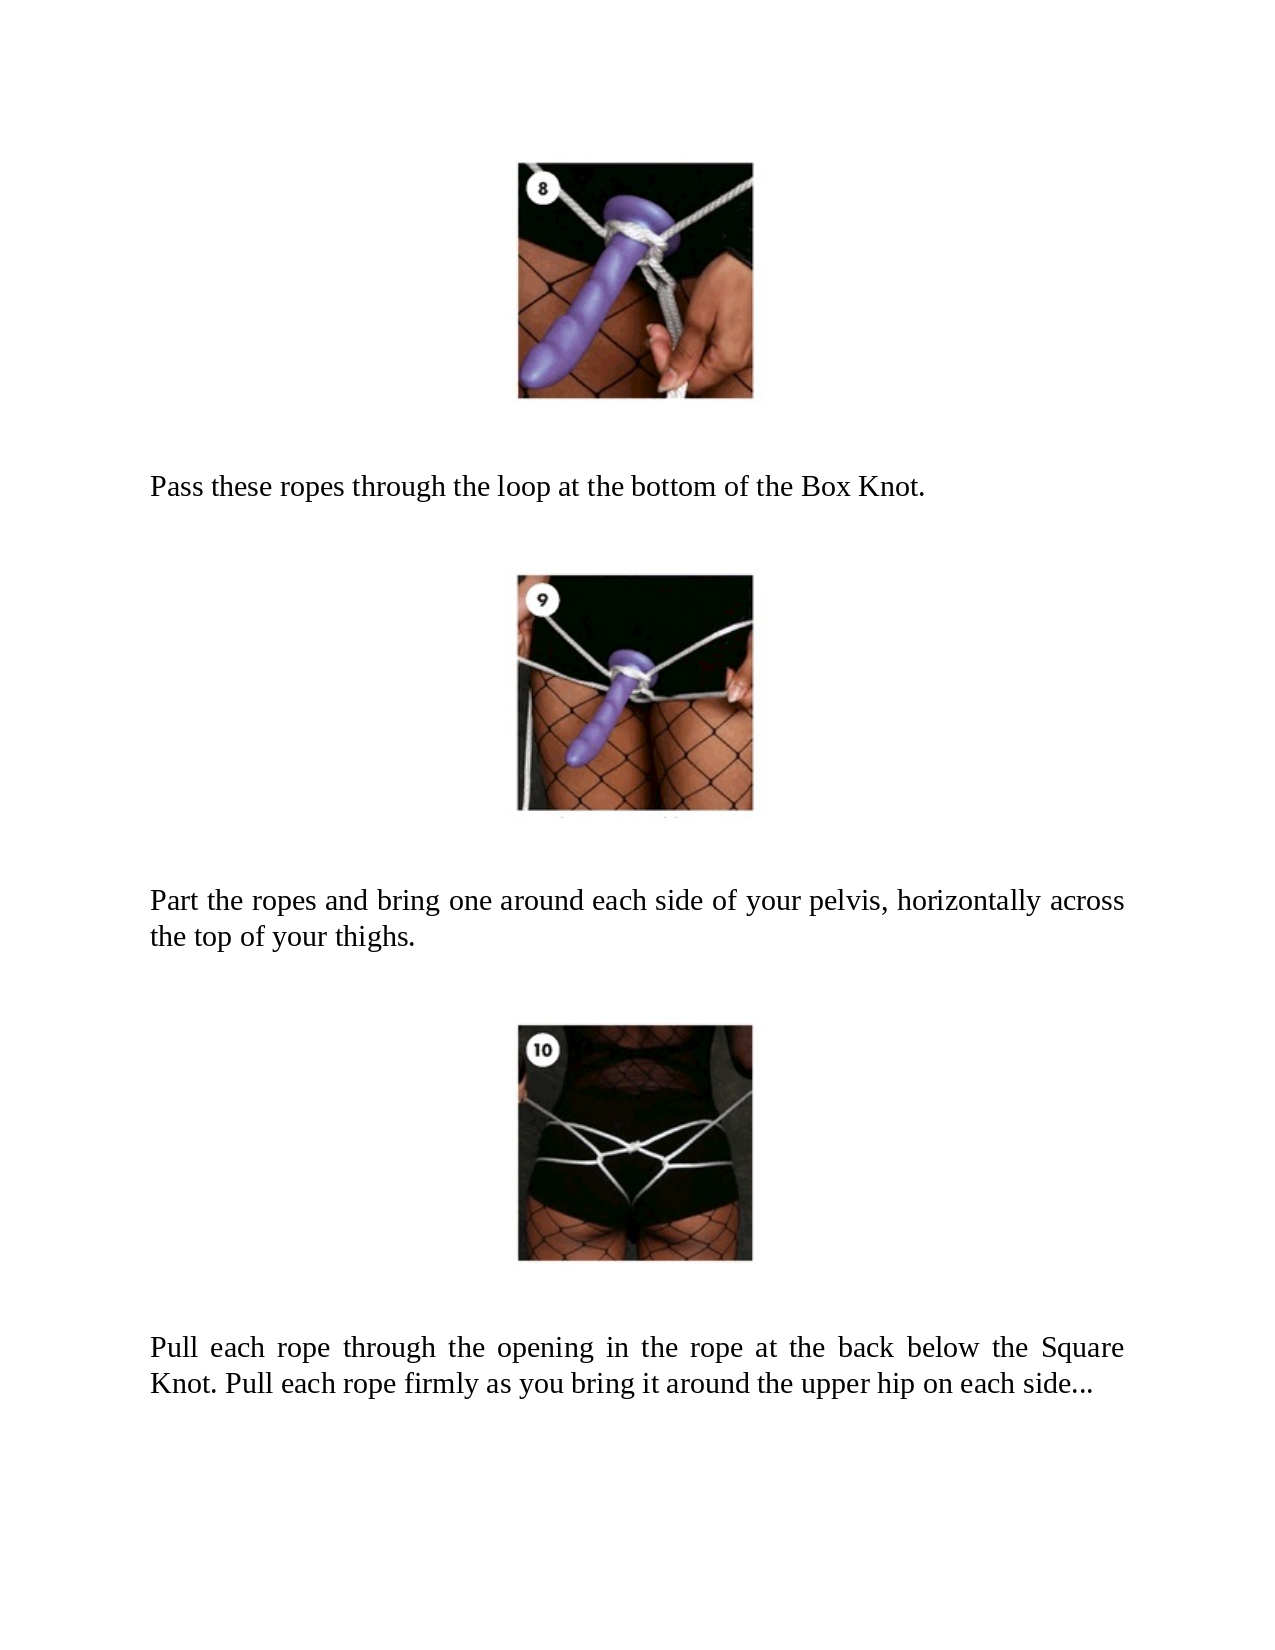 8
Pass these ropes through the loop at the bottom of the Box Knot.
9
Part the ropes and bring one around each side of your pelvis, horizontally across
the top of your thighs.
10
Pull each rope through the opening in the rope at the back below the Square
Knot. Pull each rope firmly as you bring it around the upper hip on each side...